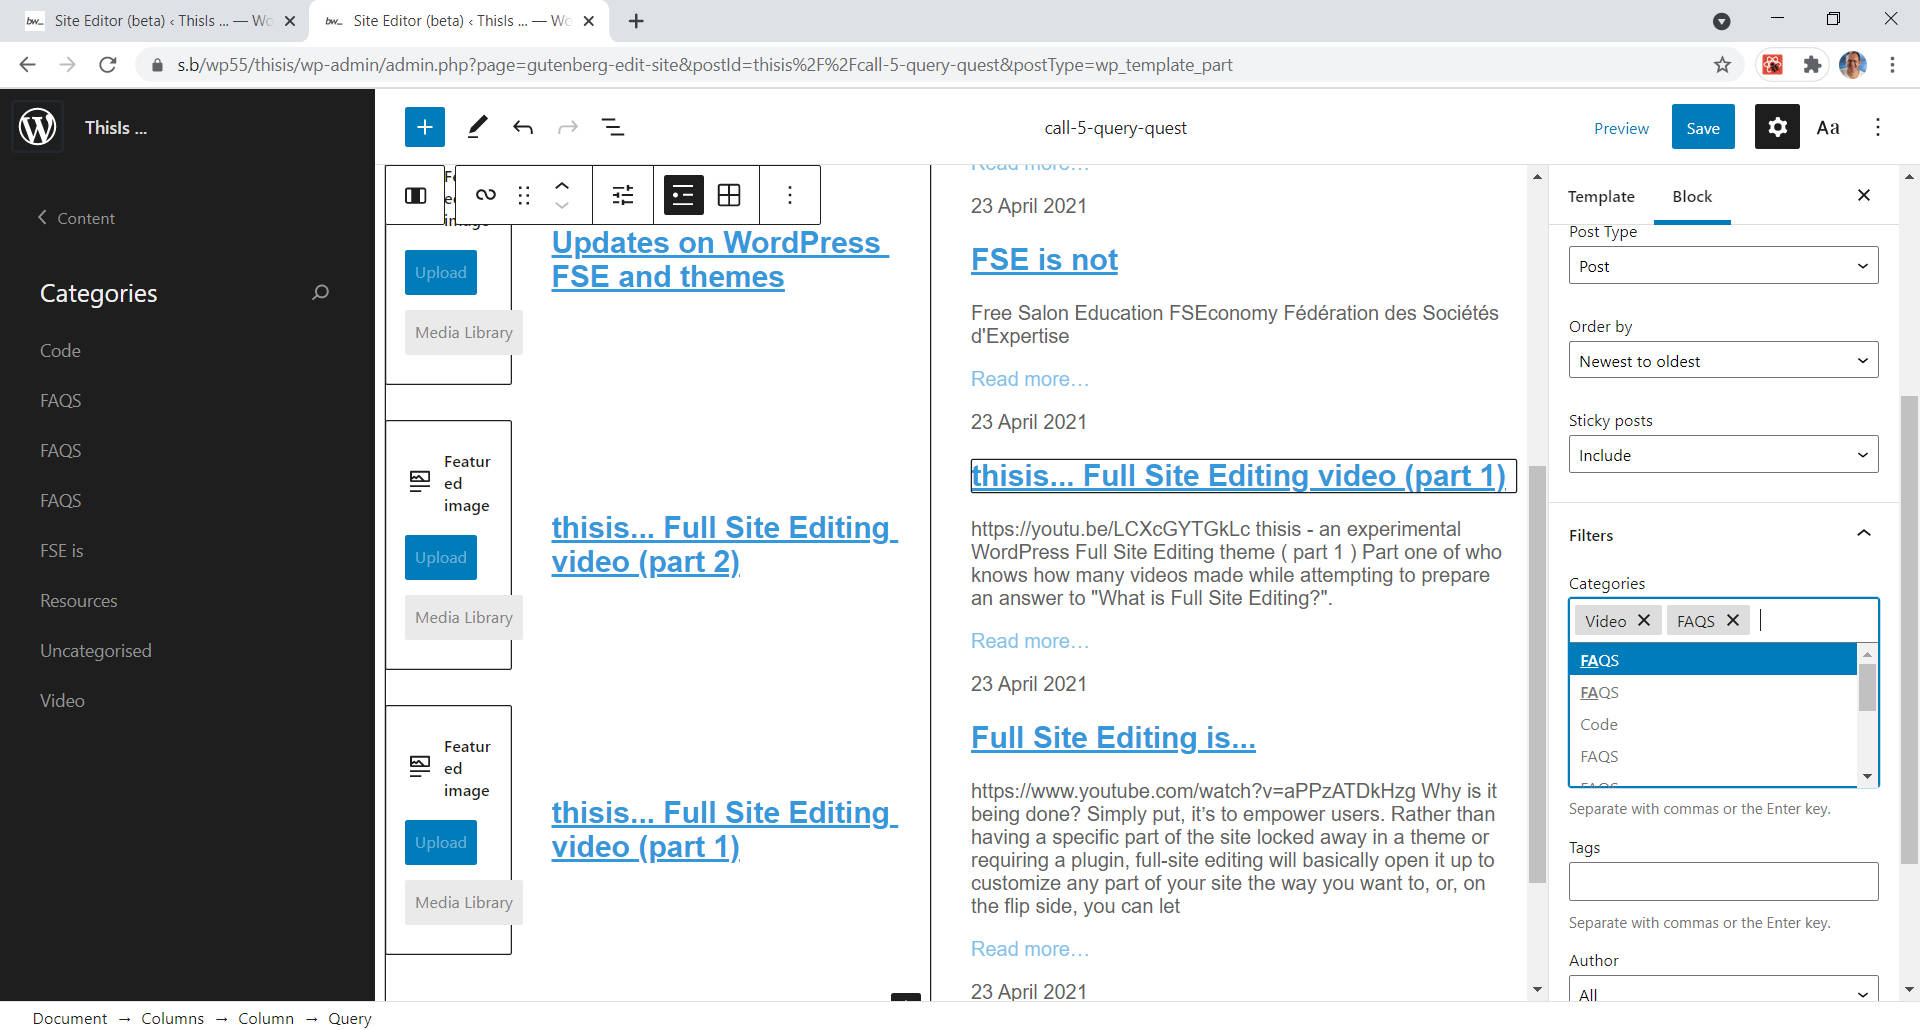 bw_ Site Editor (beta) ‹ ThisIs ... — Wo
bw_ Site Editor (beta) ‹ ThisIs ... — Wo
s.b/wp55/thisis/wp-admin/admin.php?page=gutenberg-edit-site&postId=thisis%2F%2Fcall-5-query-quest&postType=wp_template_part
ThisIs ...
call-5-query-quest
Preview
Save
Aa
Content
Categories
Code
FAQS
FAQS
FAQS
FSE is
Resources
Uncategorised
Video
Upload
Media Library
Updates on WordPress
FSE and themes
Featur
ed
image
Upload
Media Library
thisis... Full Site Editing
video (part 2)
Featur
ed
image
Upload
Media Library
thisis... Full Site Editing
video (part 1)
Read more…
23 April 2021
FSE is not
Free Salon Education FSEconomy Fédération des Sociétés
d'Expertise
Read more…
23 April 2021
thisis... Full Site Editing video (part 1)
https://youtu.be/LCXcGYTGkLc thisis - an experimental
WordPress Full Site Editing theme ( part 1 ) Part one of who
knows how many videos made while attempting to prepare
an answer to "What is Full Site Editing?".
Read more…
23 April 2021
Full Site Editing is...
https://www.youtube.com/watch?v=aPPzATDkHzg Why is it
being done? Simply put, it's to empower users. Rather than
having a specific part of the site locked away in a theme or
requiring a plugin, full-site editing will basically open it up to
customize any part of your site the way you want to, or, on
the flip side, you can let
Read more…
23 April 2021
Template
Block
Post Type
Post
Order by
Newest to oldest
Sticky posts
Include
Filters
Categories
Video
FAQS
FAQS
FAQS
Code
FAQS
FAQS
Separate with commas or the Enter key.
Tags
Separate with commas or the Enter key.
Author
All
Document → Columns → Column → Query